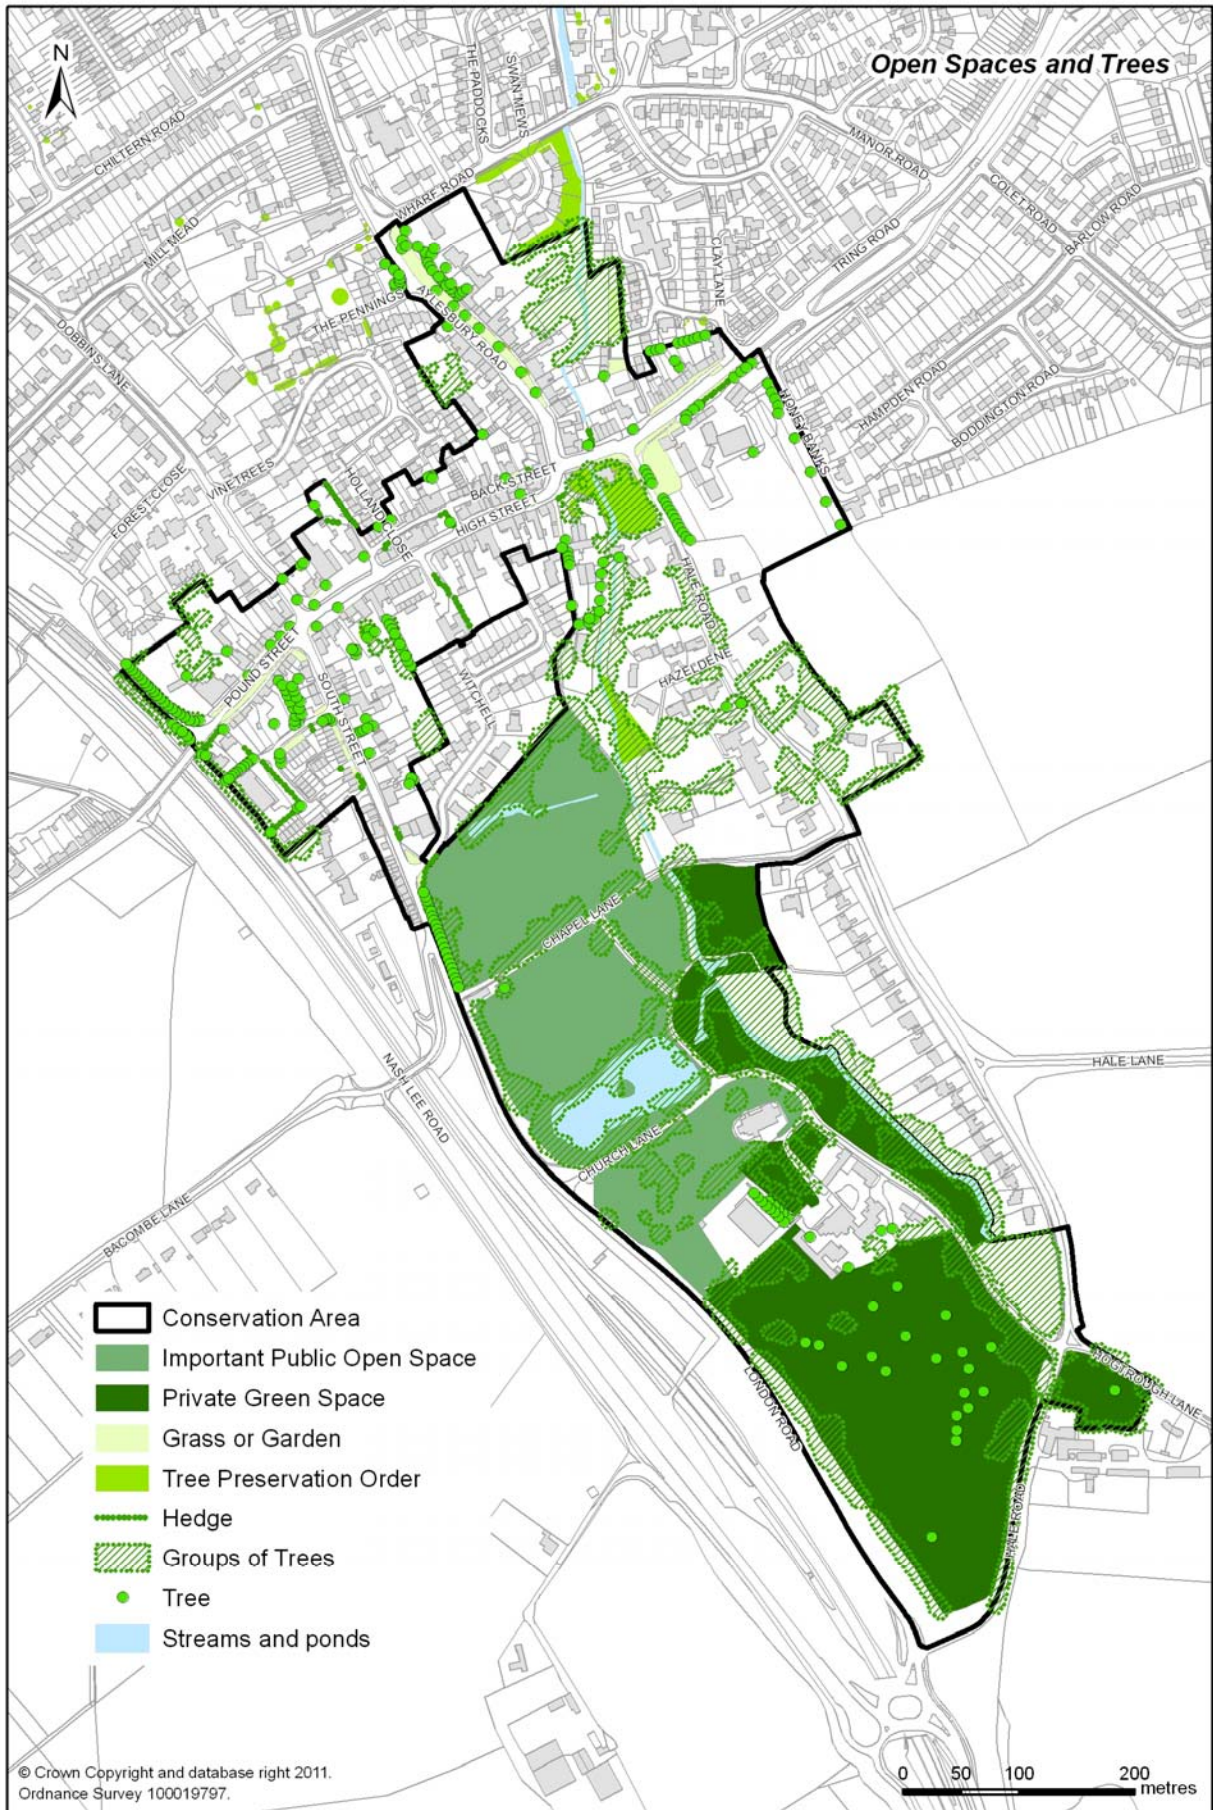 Open Spaces and Trees
N
THE PADDOCKS
SWAN MEWS
CHILTERN ROAD
MANOR ROAD
WHARF ROAD
COLET ROAD
BARLOW ROAD
MILL MEAD
TRING ROAD
CLAY LANE
THE PENNINGS
AYLESBURY ROAD
DOBBINS LANE
HAMPDEN ROAD
BODDINGTON ROAD
HONEY BANKS
VINETREES
FOREST CLOSE
HOLLAND CLOSE
BACK STREET
HIGH STREET
HALE ROAD
POUND STREET
SOUTH STREET
WITCHELL
HAZELDENE
CHAPEL LANE
NASH LEE ROAD
HALE LANE
CHURCH LANE
BACOMBE LANE
LONDON ROAD
HOGTROUGH LANE
HALE ROAD
Conservation Area
Important Public Open Space
Private Green Space
Grass or Garden
Tree Preservation Order
Hedge
Groups of Trees
Tree
Streams and ponds
© Crown Copyright and database right 2011.
Ordnance Survey 100019797.
0 50 100 200
metres